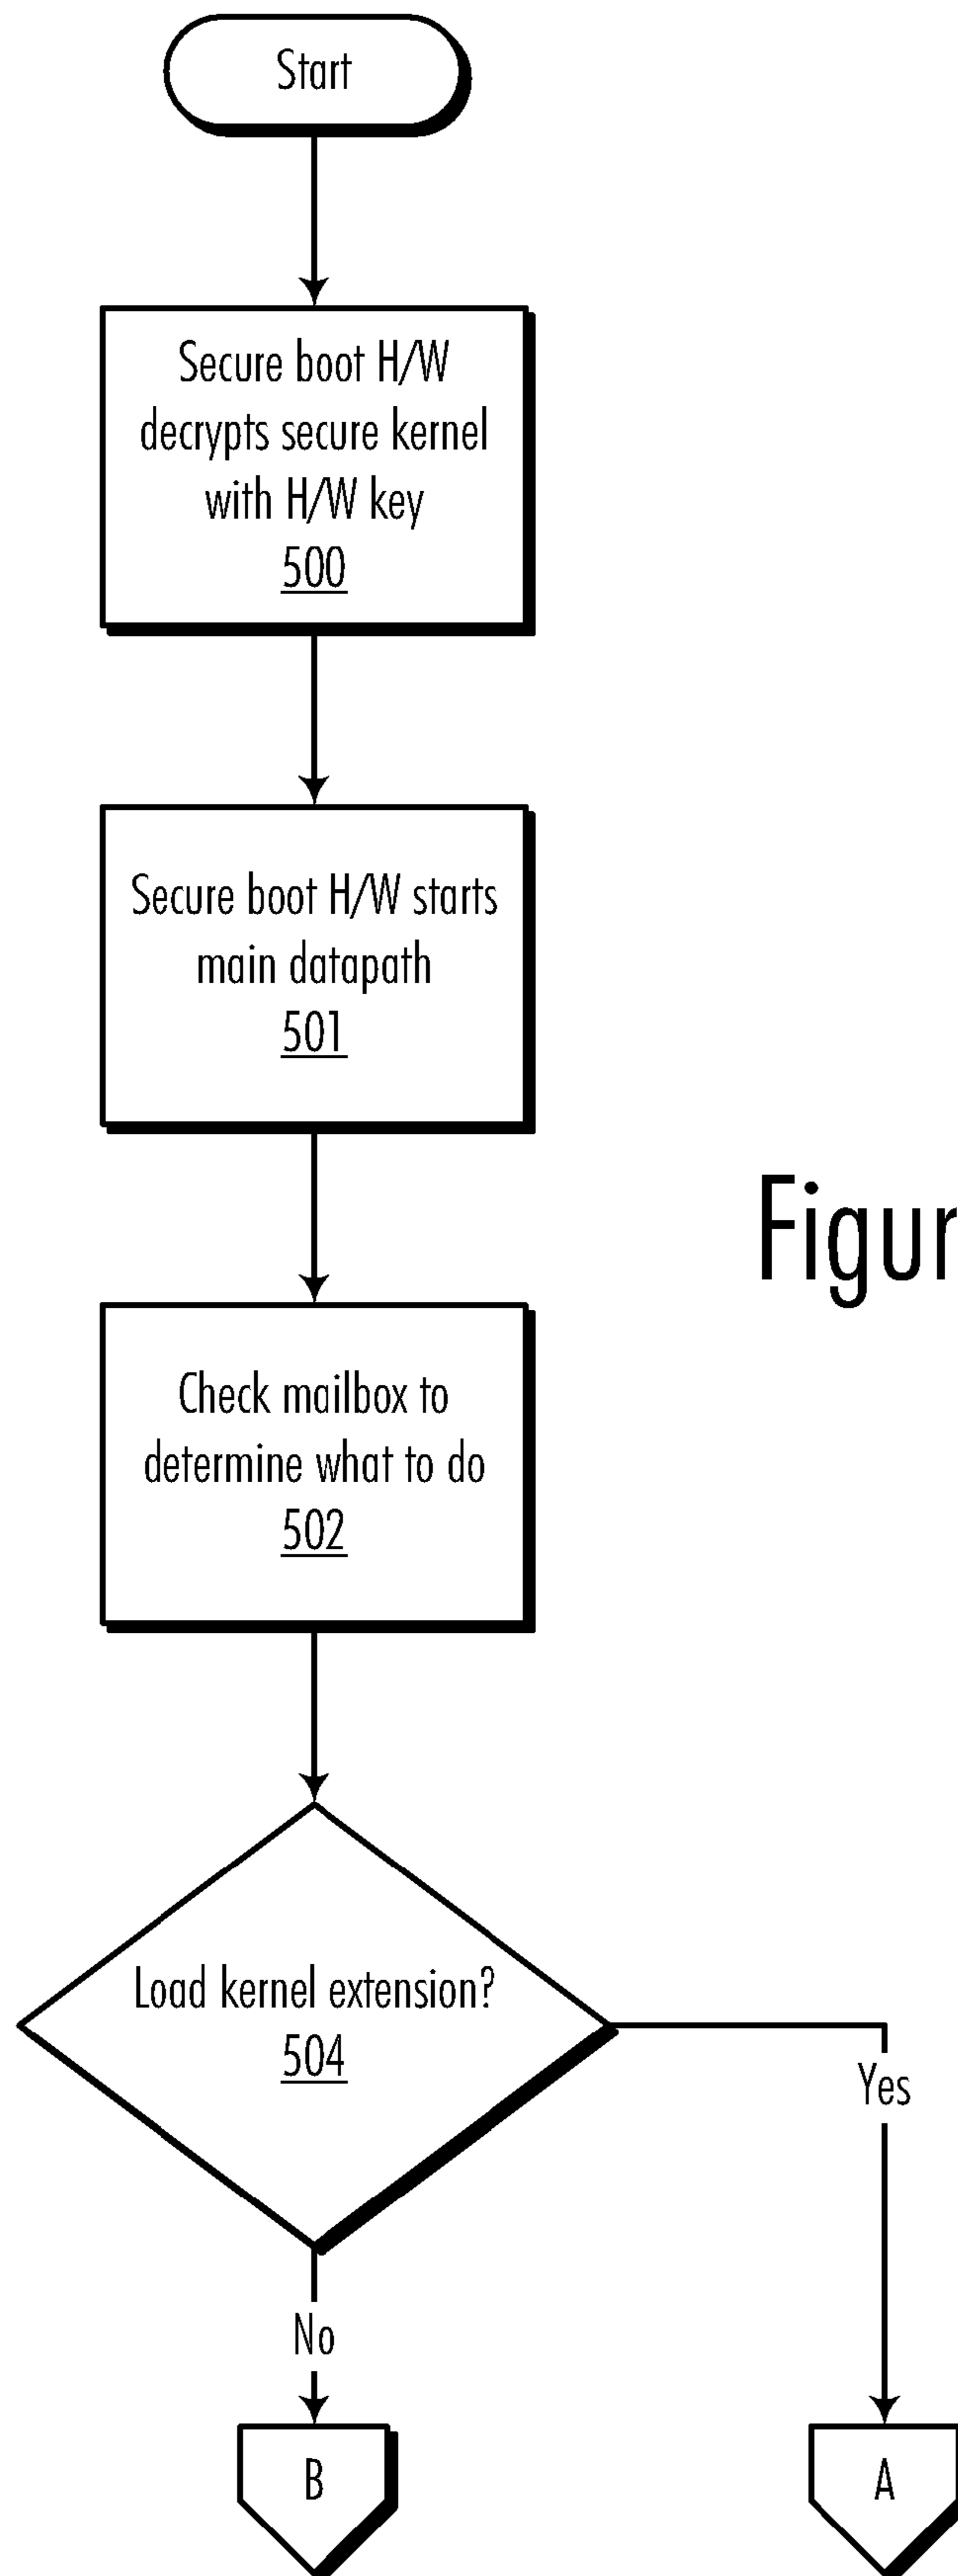 Start
Secure boot H/W
decrypts secure kernel
with H/W key
500
Secure boot H/W starts
main datapath
501
Figur
Check mailbox to
determine what to do
502
Load kernel extension?
504
Yes
No
B
A